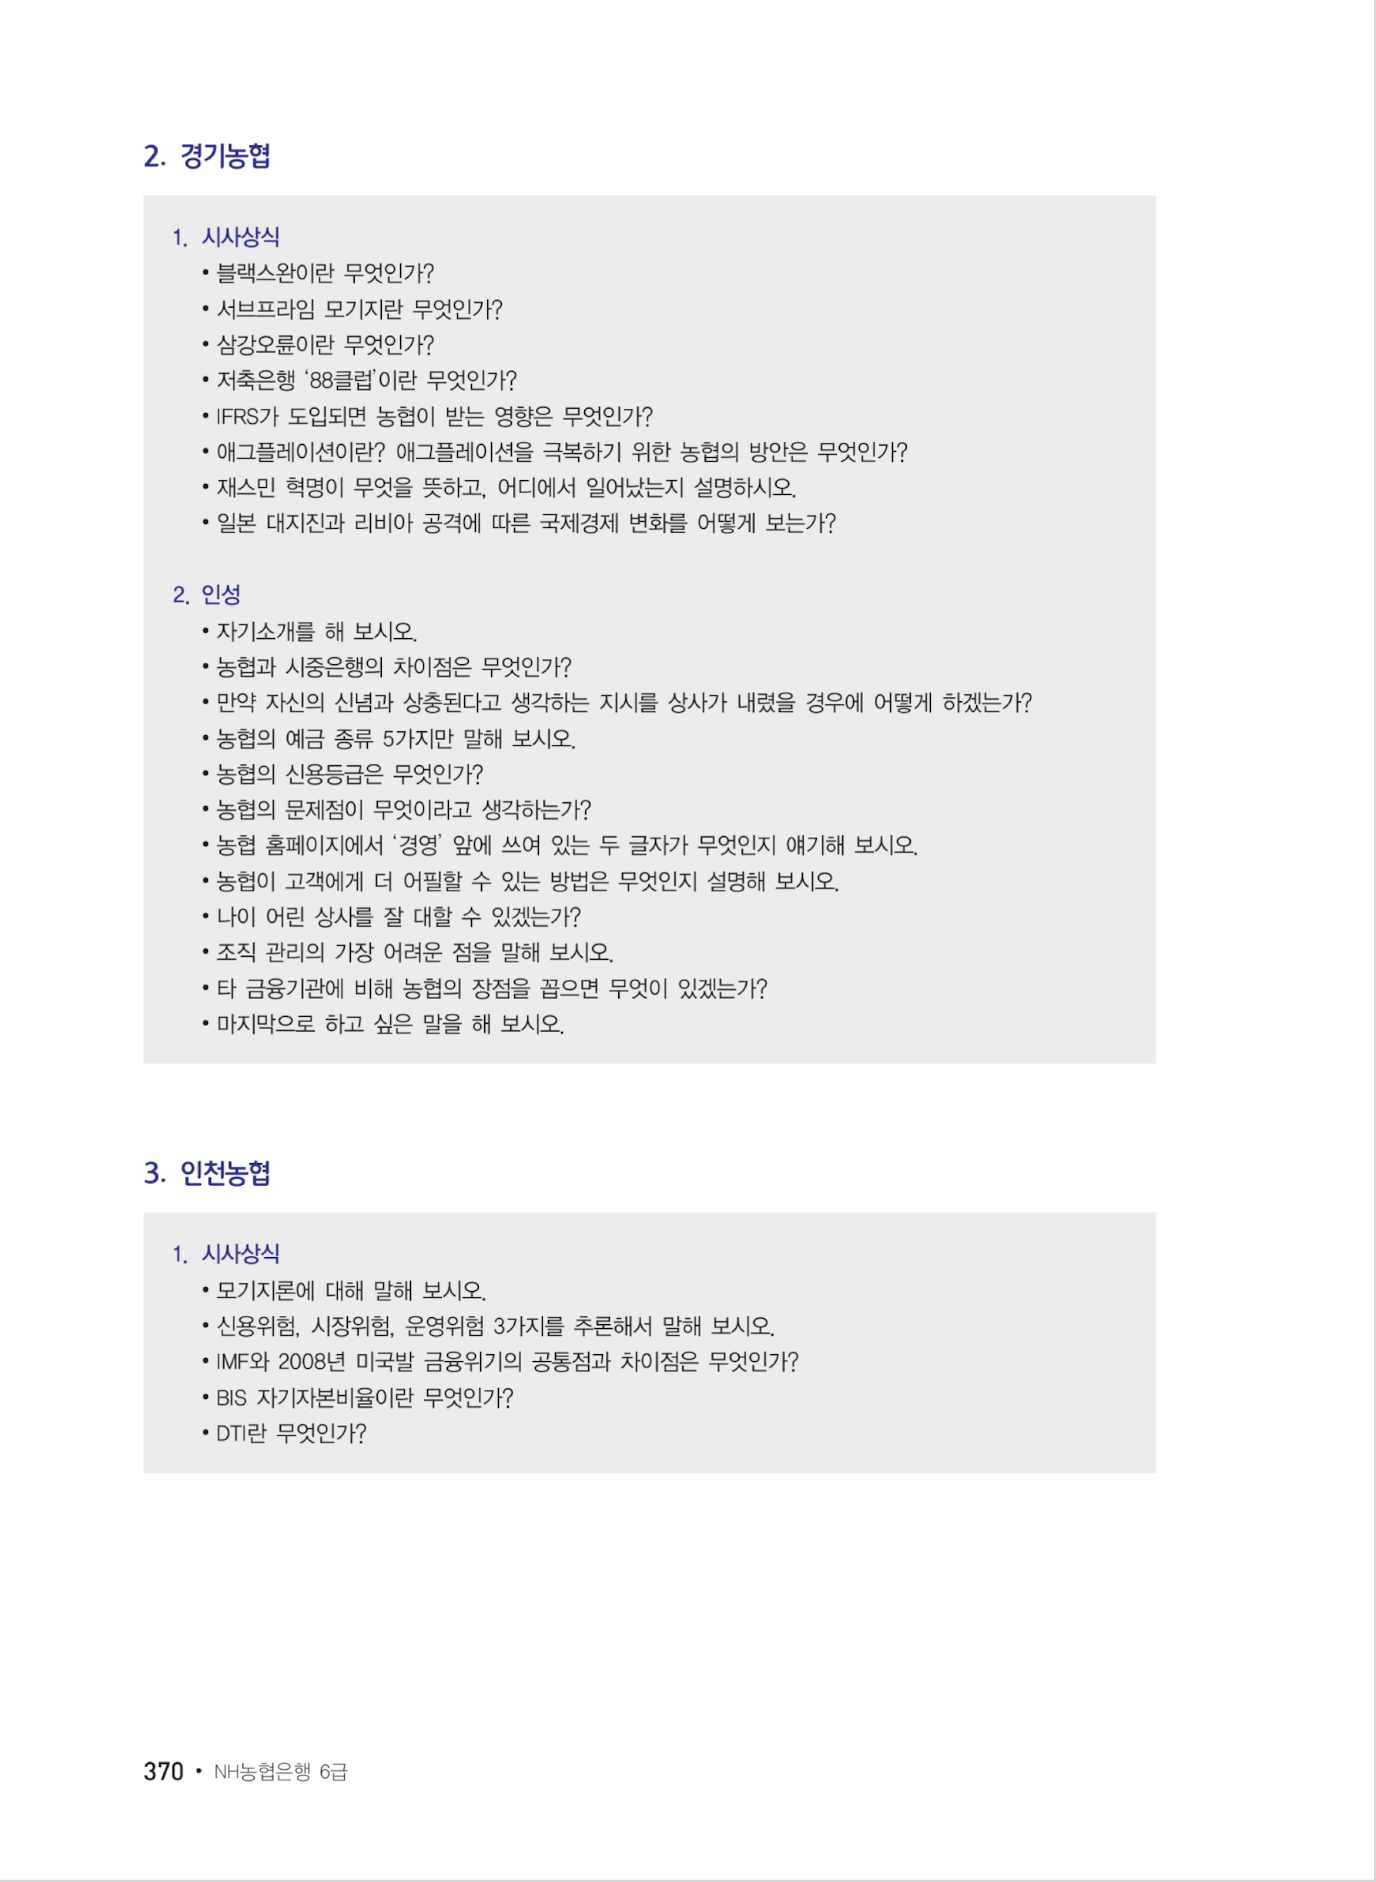 2. 경기농협
1. 시사상식
• 블랙스완이란 무엇인가?
• 서브프라임 모기지란 무엇인가?
• 삼강오륜이란 무엇인가?
• 저축은행 ‘88클럽’이란 무엇인가?
• IFRS가 도입되면 농협이 받는 영향은 무엇인가?
• 애그플레이션이란? 애그플레이션을 극복하기 위한 농협의 방안은 무엇인가?
• 재스민 혁명이 무엇을 뜻하고, 어디에서 일어났는지 설명하시오.
• 일본 대지진과 리비아 공격에 따른 국제경제 변화를 어떻게 보는가?
2. 인성
• 자기소개를 해 보시오.
• 농협과 시중은행의 차이점은 무엇인가?
• 만약 자신의 신념과 상충된다고 생각하는 지시를 상사가 내렸을 경우에 어떻게 하겠는가?
• 농협의 예금 종류 5가지만 말해 보시오.
• 농협의 신용등급은 무엇인가?
• 농협의 문제점이 무엇이라고 생각하는가?
• 농협 홈페이지에서 ‘경영’ 앞에 쓰여 있는 두 글자가 무엇인지 얘기해 보시오.
• 농협이 고객에게 더 어필할 수 있는 방법은 무엇인지 설명해 보시오.
• 나이 어린 상사를 잘 대할 수 있겠는가?
• 조직 관리의 가장 어려운 점을 말해 보시오.
• 타 금융기관에 비해 농협의 장점을 꼽으면 무엇이 있겠는가?
• 마지막으로 하고 싶은 말을 해 보시오.
3. 인천농협
1. 시사상식
• 모기지론에 대해 말해 보시오.
• 신용위험, 시장위험, 운영위험 3가지를 추론해서 말해 보시오.
• IMF와 2008년 미국발 금융위기의 공통점과 차이점은 무엇인가?
• BIS 자기자본비율이란 무엇인가?
• DTI란 무엇인가?
370 • NH농협은행 6급